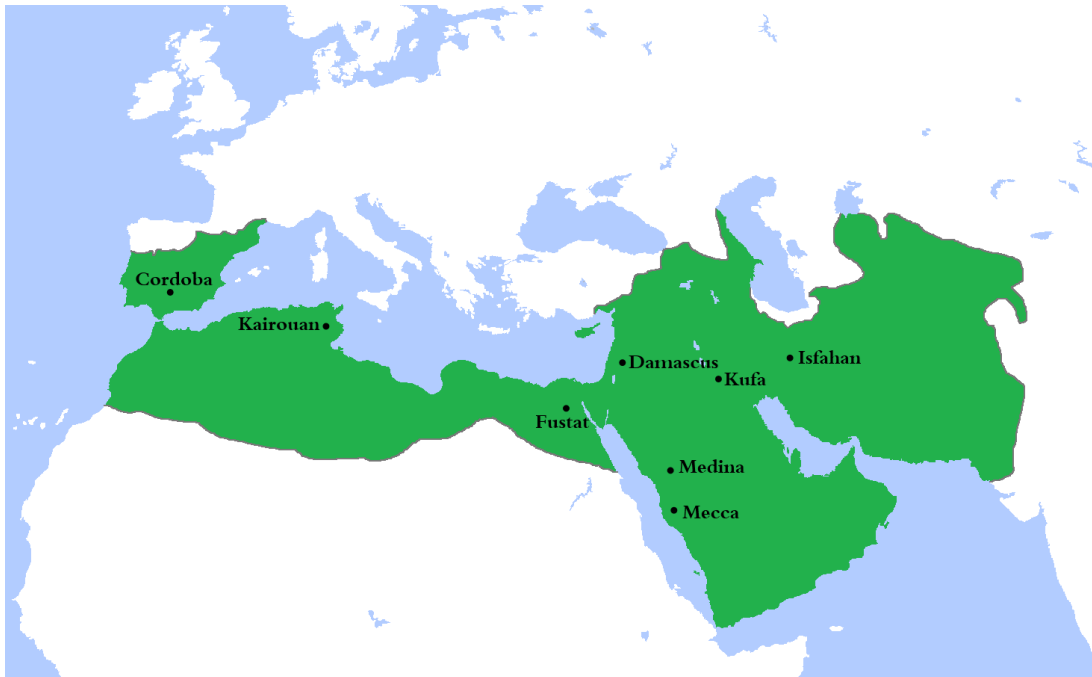 Cordoba
Kairouan
Damascus
Isfahan
Kufa
Fustat
Medina
Mecca